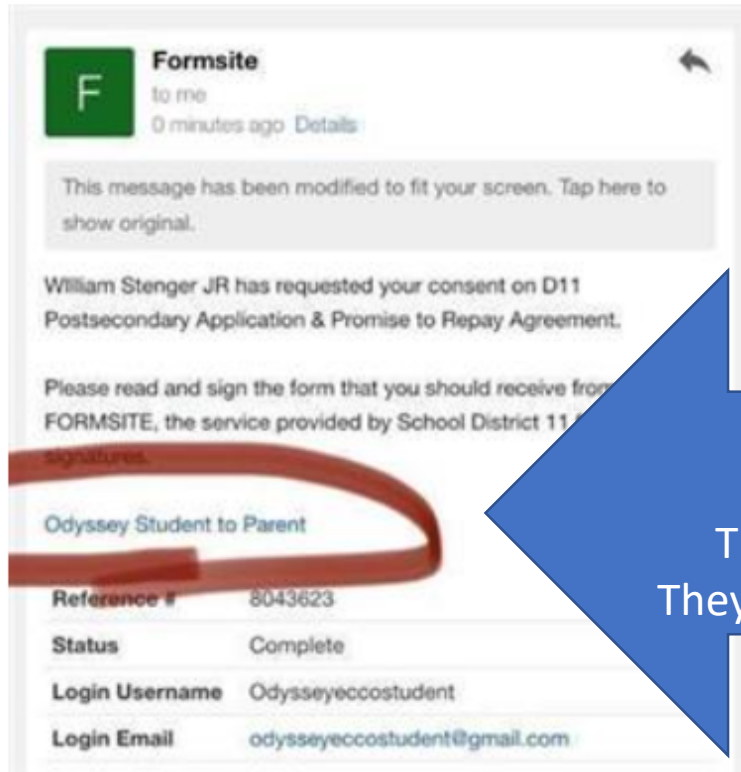 F
Formsite
to me
0 minutes ago Details
This message has been modified to fit your screen. Tap here to
show original.
WIlliam Stenger JR has requested your consent on D11
Postsecondary Application & Promise to Repay Agreement.
Please read and sign the form that you should receive from
FORMSITE, the service provided by School District 11
signatures.
Odyssey Student to Parent
T
They
Reference # 8043623
Status Complete
Login Username Odysseyeccostudent
Login Email odysseyeccostudent@gmail.com